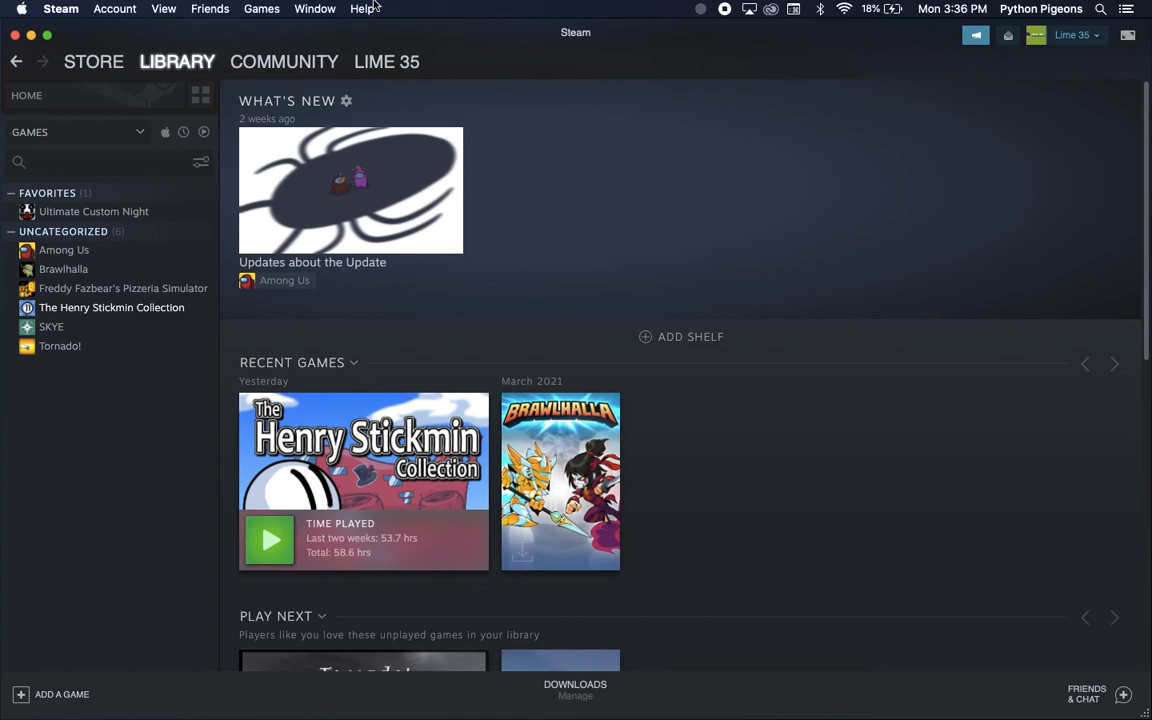 Steam Account View Friends Games Window Help 18% Mon 3:36 PM Python Pigeons
Steam
Lime 35
STORE LIBRARY COMMUNITY LIME 35
HOME
GAMES
FAVORITES (1)
Ultimate Custom Night
UNCATEGORIZED (6)
Among Us
Brawlhalla
Freddy Fazbear's Pizzeria Simulator
The Henry Stickmin Collection
SKYE
Tornado!
WHAT'S NEW
2 weeks ago
Updates about the Update
Among Us
ADD SHELF
RECENT GAMES
Yesterday
March 2021
The
Henry Stickmin
Collection
TIME PLAYED
Last two weeks: 53.7 hrs
Total: 58.6 hrs
BRAWLHALLA
PLAY NEXT
Players like you love these unplayed games in your library
ADD A GAME
DOWNLOADS
Manage
FRIENDS
& CHAT